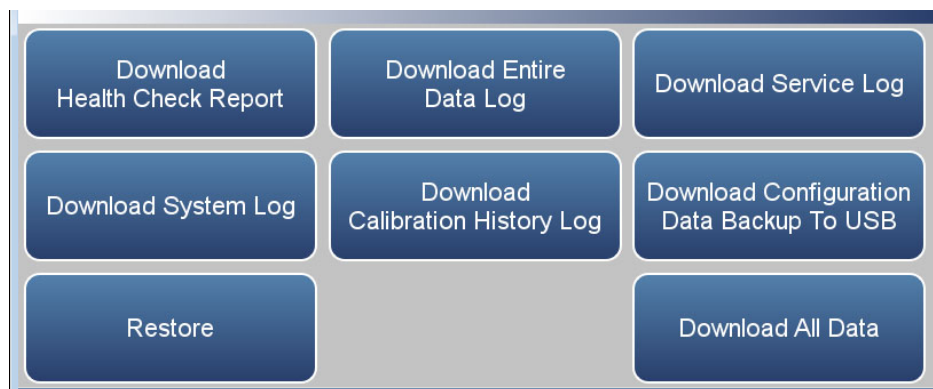 Download
Health Check Report
Download Entire
Data Log
Download Service Log
Download System Log
Download
Calibration History Log
Download Configuration
Data Backup To USB
Restore
Download All Data